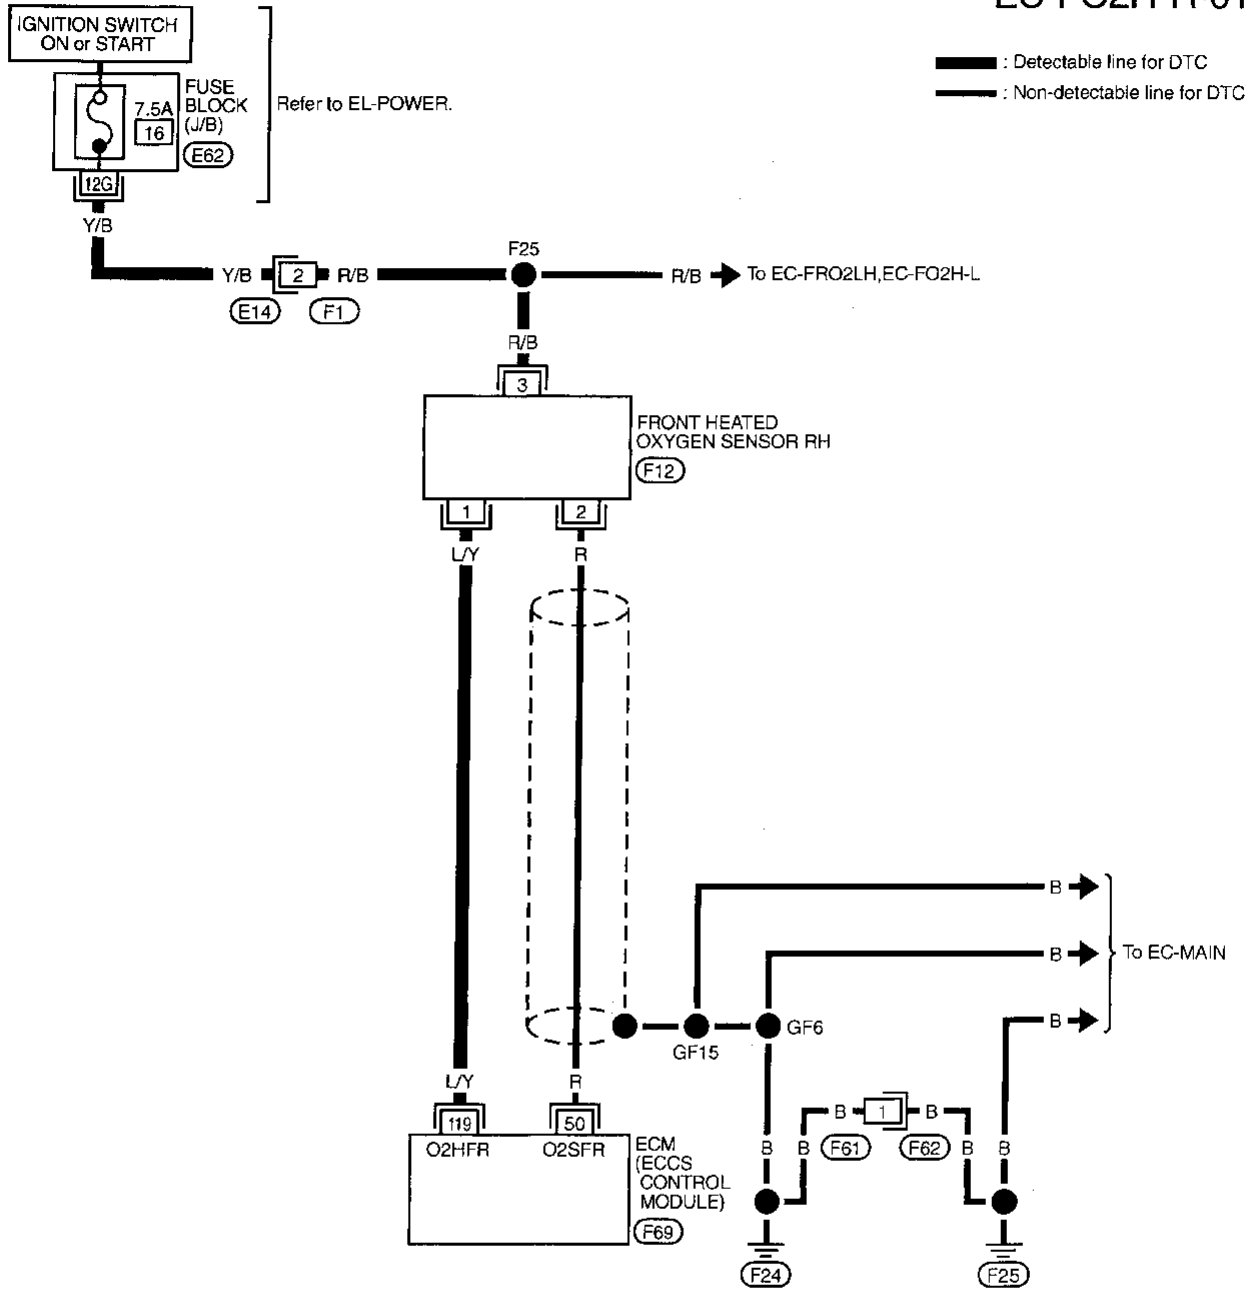 IGNITION SWITCH
ON or START
7.5A
16
FUSE
BLOCK
(J/B)
E62
12G
Refer to EL-POWER.
: Detectable line for DTC
: Non-detectable line for DTC
Y/B
Y/B
2
R/B
E14
F1
F25
R/B
To EC-FRO2LH,EC-FO2H-L
R/B
3
FRONT HEATED
OXYGEN SENSOR RH
F12
1
2
L/Y
R
B
B
To EC-MAIN
B
GF15
GF6
L/Y
R
119
50
O2HFR
O2SFR
ECM
(ECCS
CONTROL
MODULE)
F69
B
1
B
F61
F62
B
B
B
B
F24
F25